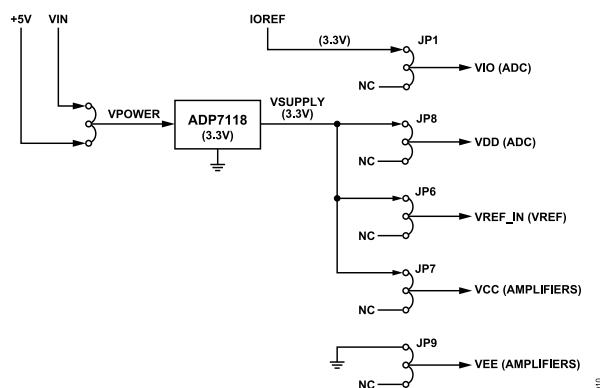 +5V VIN IOREF
(3.3V) JP1
VIO (ADC)
NC
VPOWER ADP7118 VSUPPLY
(3.3V) (3.3V)
JP8
VDD (ADC)
NC
JP6
VREF_IN (VREF)
NC
JP7
VCC (AMPLIFIERS)
NC
JP9
VEE (AMPLIFIERS)
NC